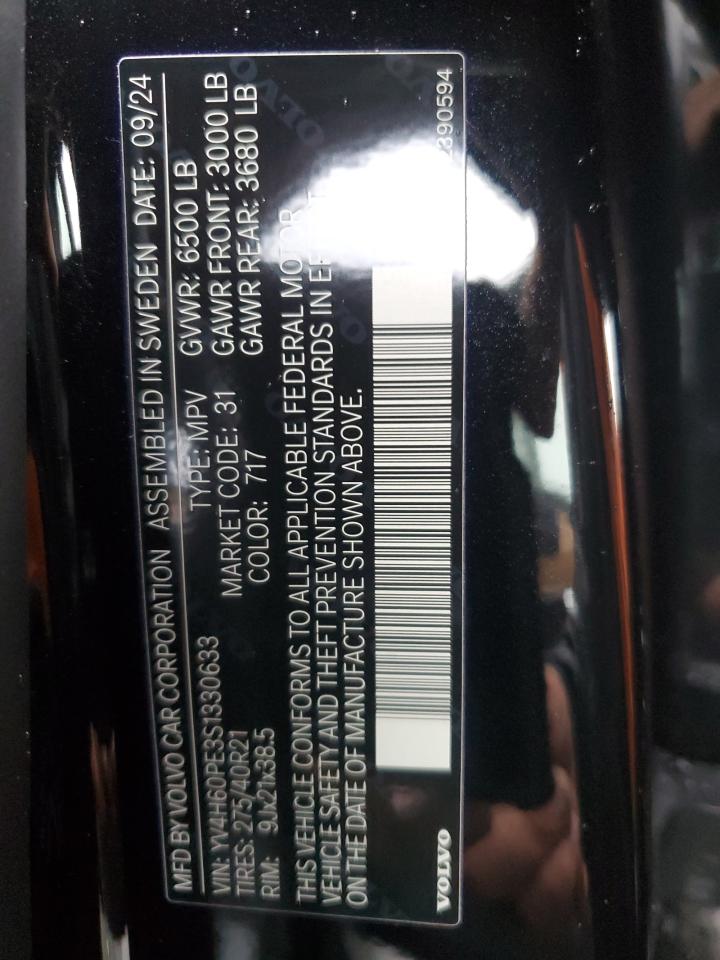 MFD BY VOLVO CAR CORPORATION ASSEMBLED IN SWEDEN DATE: 09/24
VIN: YV4H60PE3S1330633 TYPE: MPV GVWR: 6500 LB
TIRES: 275/40R21 MARKET CODE: 31 GAWR FRONT: 3000 LB
RIM: 9Jx21x38.5 COLOR: 717 GAWR REAR: 3680 LB
THIS VEHICLE CONFORMS TO ALL APPLICABLE FEDERAL MOTOR
VEHICLE SAFETY AND THEFT PREVENTION STANDARDS IN
ON THE DATE OF MANUFACTURE SHOWN ABOVE.
VOLVO 2390594